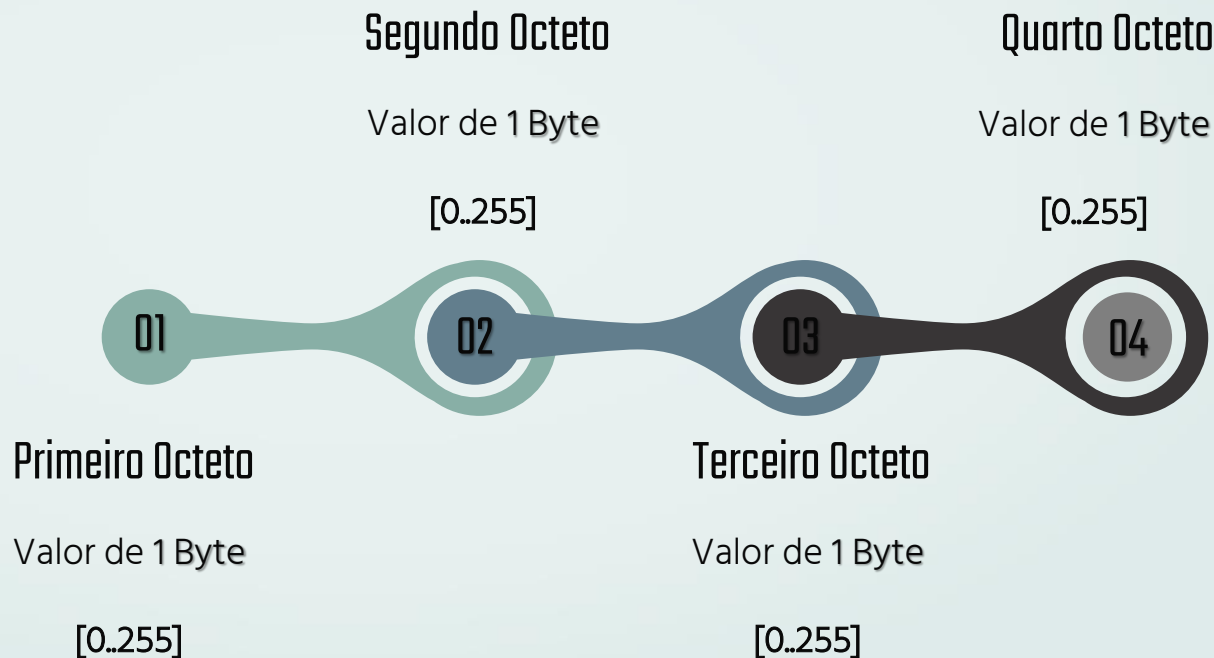 Segundo Octeto
Valor de 1 Byte
[0..255]
Quarto Octeto
Valor de 1 Byte
[0..255]
01
02
03
04
Primeiro Octeto
Valor de 1 Byte
[0..255]
Terceiro Octeto
Valor de 1 Byte
[0..255]